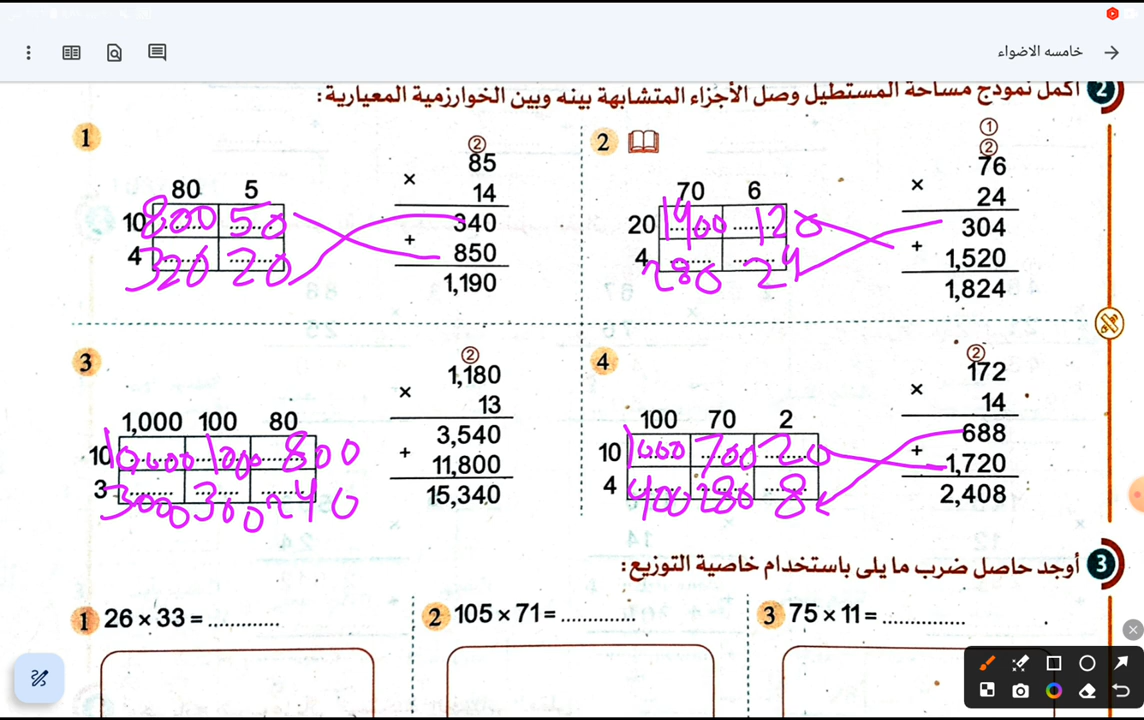 خامسه الاضواء
2 أكمل نموذج مساحة المستطيل وصل الأجزاء المتشابهة بينه وبين الخوارزمية المعيارية:
1
80 5
10 800 50
4 320 20
②
85
× 14
340
+ 850
1,190
2
70 6
20 1900 120
4 280 24
①
②
76
× 24
304
+ 1,520
1,824
3
1,000 100 80
10 10000 1000 800
3 3000 300 240
②
1,180
× 13
3,540
+ 11,800
15,340
4
100 70 2
10 1000 700 20
4 400 280 8
②
172
× 14
688
+ 1,720
2,408
3 أوجد حاصل ضرب ما يلى باستخدام خاصية التوزيع:
1 26 × 33 = .............
2 105 × 71 = .............
3 75 × 11 = .............